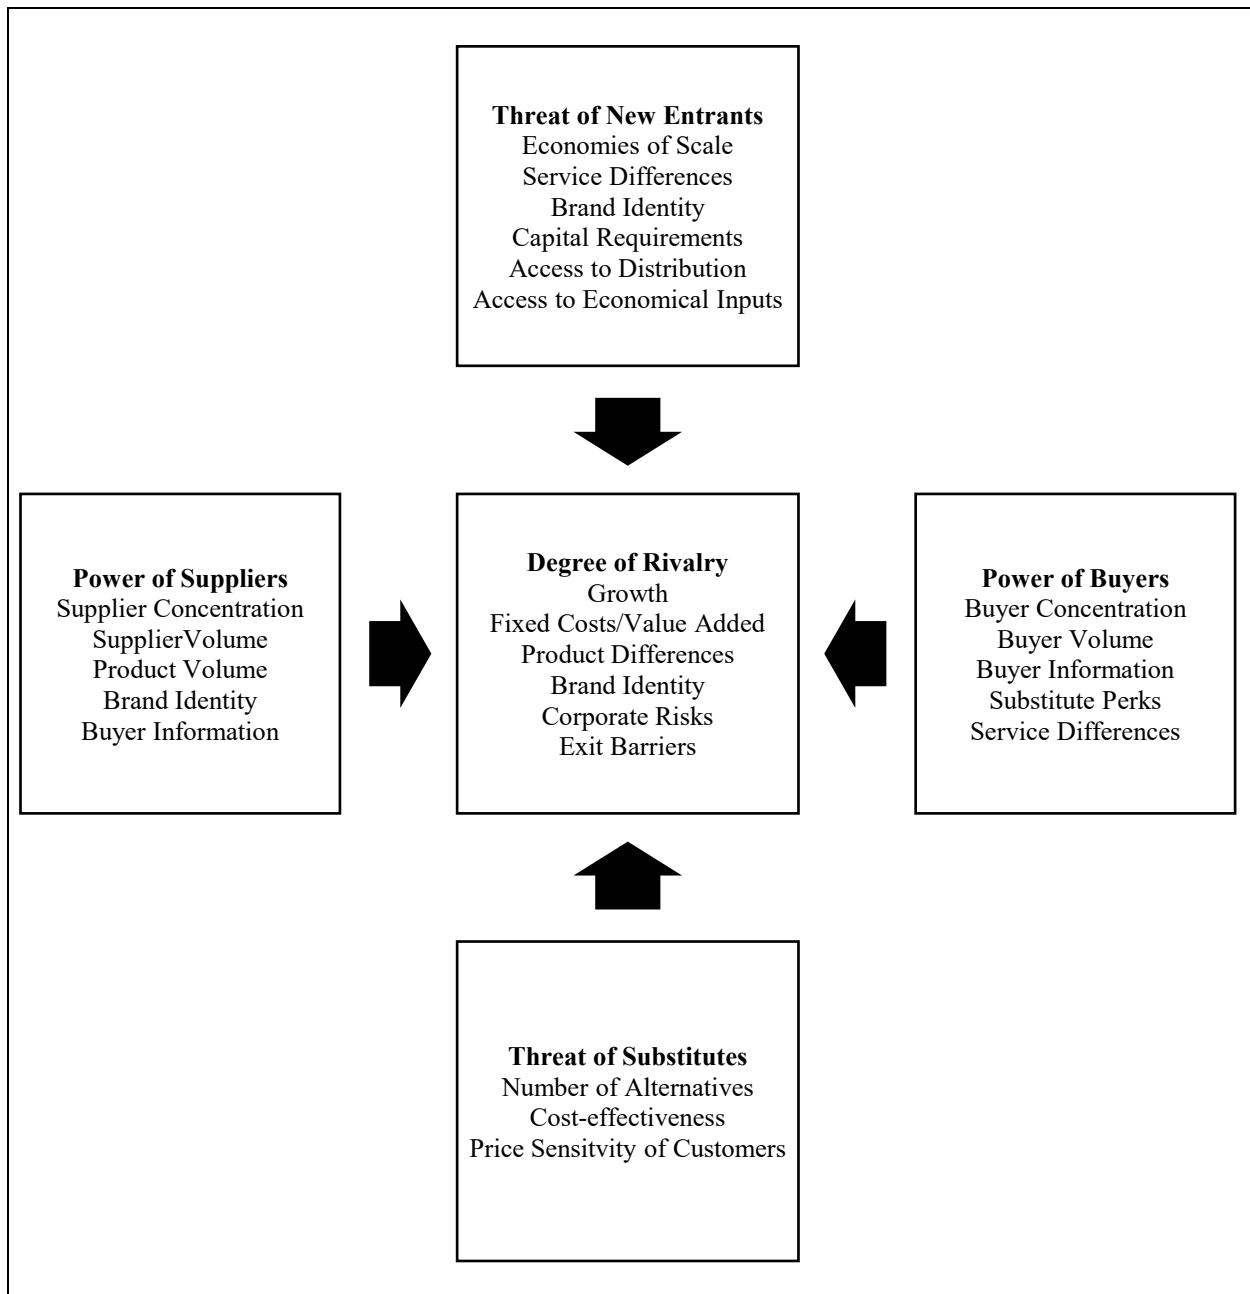 Threat of New Entrants
Economies of Scale
Service Differences
Brand Identity
Capital Requirements
Access to Distribution
Access to Economical Inputs
Power of Suppliers
Supplier Concentration
SupplierVolume
Product Volume
Brand Identity
Buyer Information
Degree of Rivalry
Growth
Fixed Costs/Value Added
Product Differences
Brand Identity
Corporate Risks
Exit Barriers
Power of Buyers
Buyer Concentration
Buyer Volume
Buyer Information
Substitute Perks
Service Differences
Threat of Substitutes
Number of Alternatives
Cost-effectiveness
Price Sensitvity of Customers